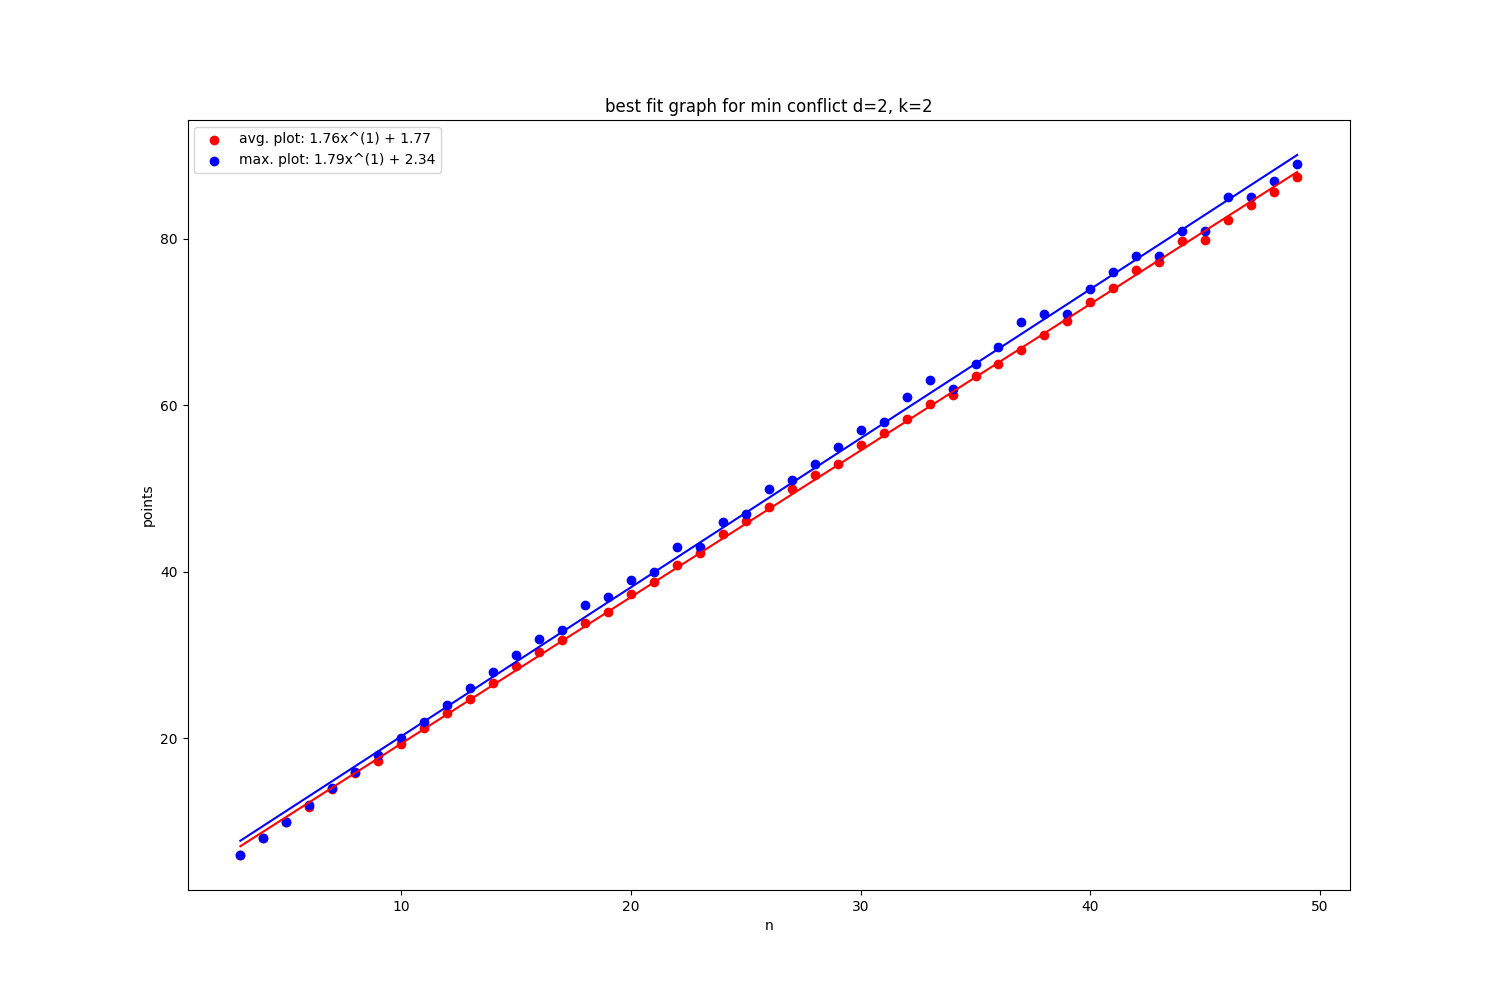 best fit graph for min conflict d=2, k=2
avg. plot: 1.76x^(1) + 1.77
max. plot: 1.79x^(1) + 2.34
80
60
40
20
points
10 20 30 40 50
n